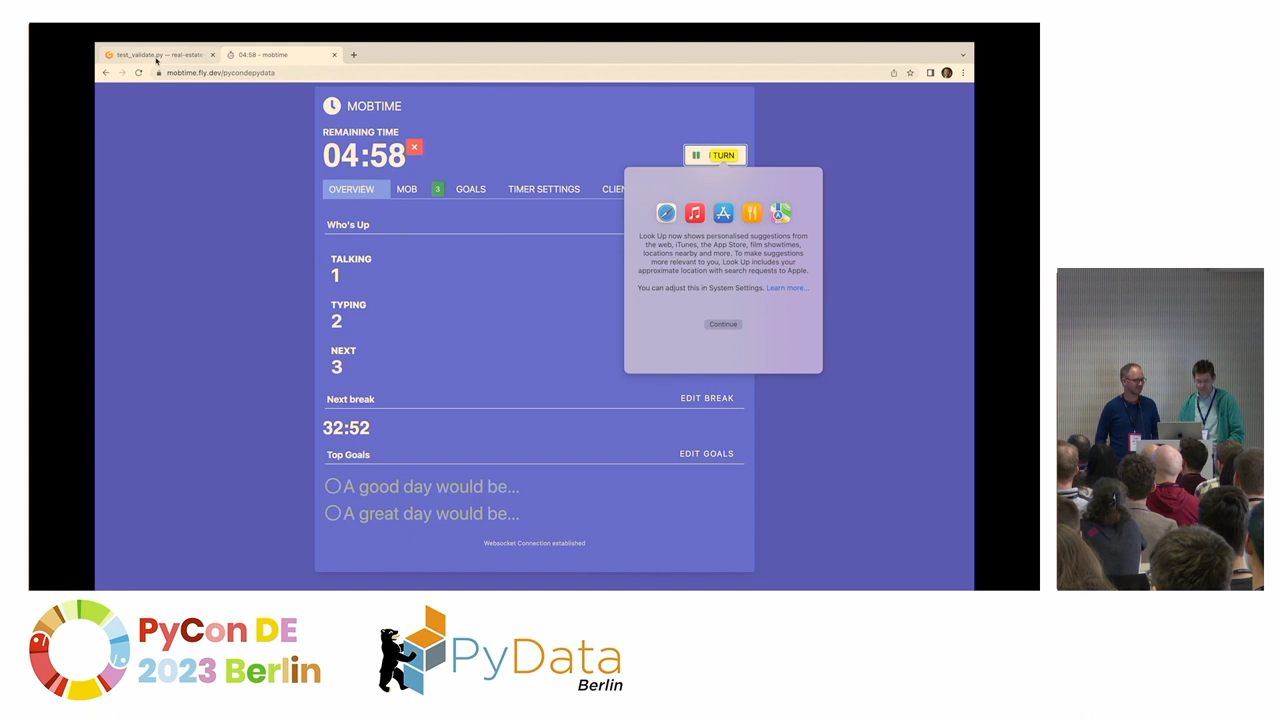 test_validate.py — real-estate-
04:58 - mobtime
mobtime.fly.dev/pycondepydata
MOBTIME
REMAINING TIME
04:58
TURN
OVERVIEW
MOB
3
GOALS
TIMER SETTINGS
CLIEN
Who's Up
TALKING
1
TYPING
2
NEXT
3
Look Up now shows personalised suggestions from
the web, iTunes, the App Store, film showtimes,
locations nearby and more. To make suggestions
more relevant to you, Look Up includes your
approximate location with search requests to Apple.
You can adjust this in System Settings. Learn more...
Continue
Next break
EDIT BREAK
32:52
Top Goals
EDIT GOALS
A good day would be...
A great day would be...
Websocket Connection established
PyCon DE
2023 Berlin
PyData
Berlin